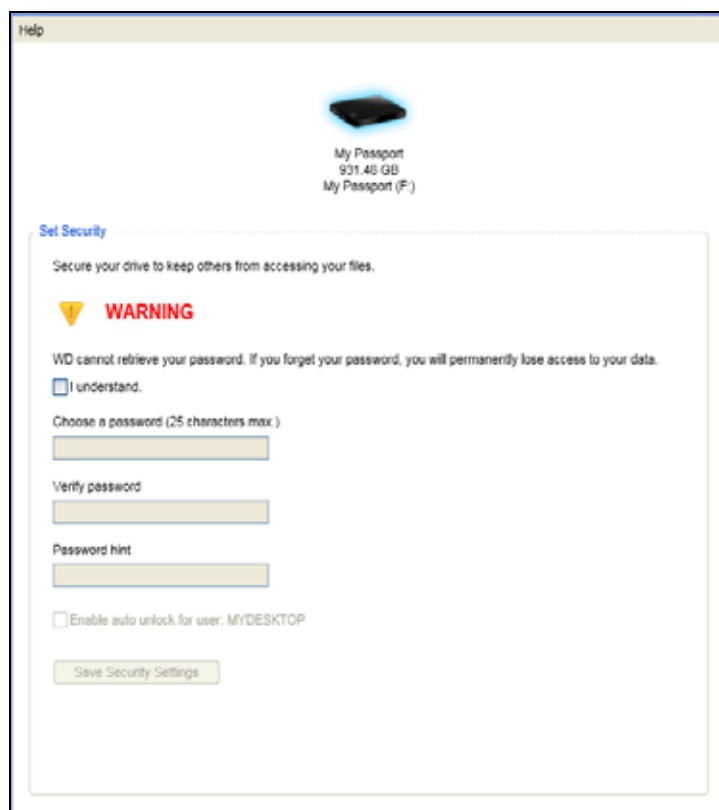 Help
My Passport
931.46 GB
My Passport (F:)
Set Security
Secure your drive to keep others from accessing your files.
WARNING
WD cannot retrieve your password. If you forget your password, you will permanently lose access to your data.
I understand.
Choose a password (25 characters max.)
Verify password
Password hint
Enable auto unlock for user: MYDESKTOP
Save Security Settings